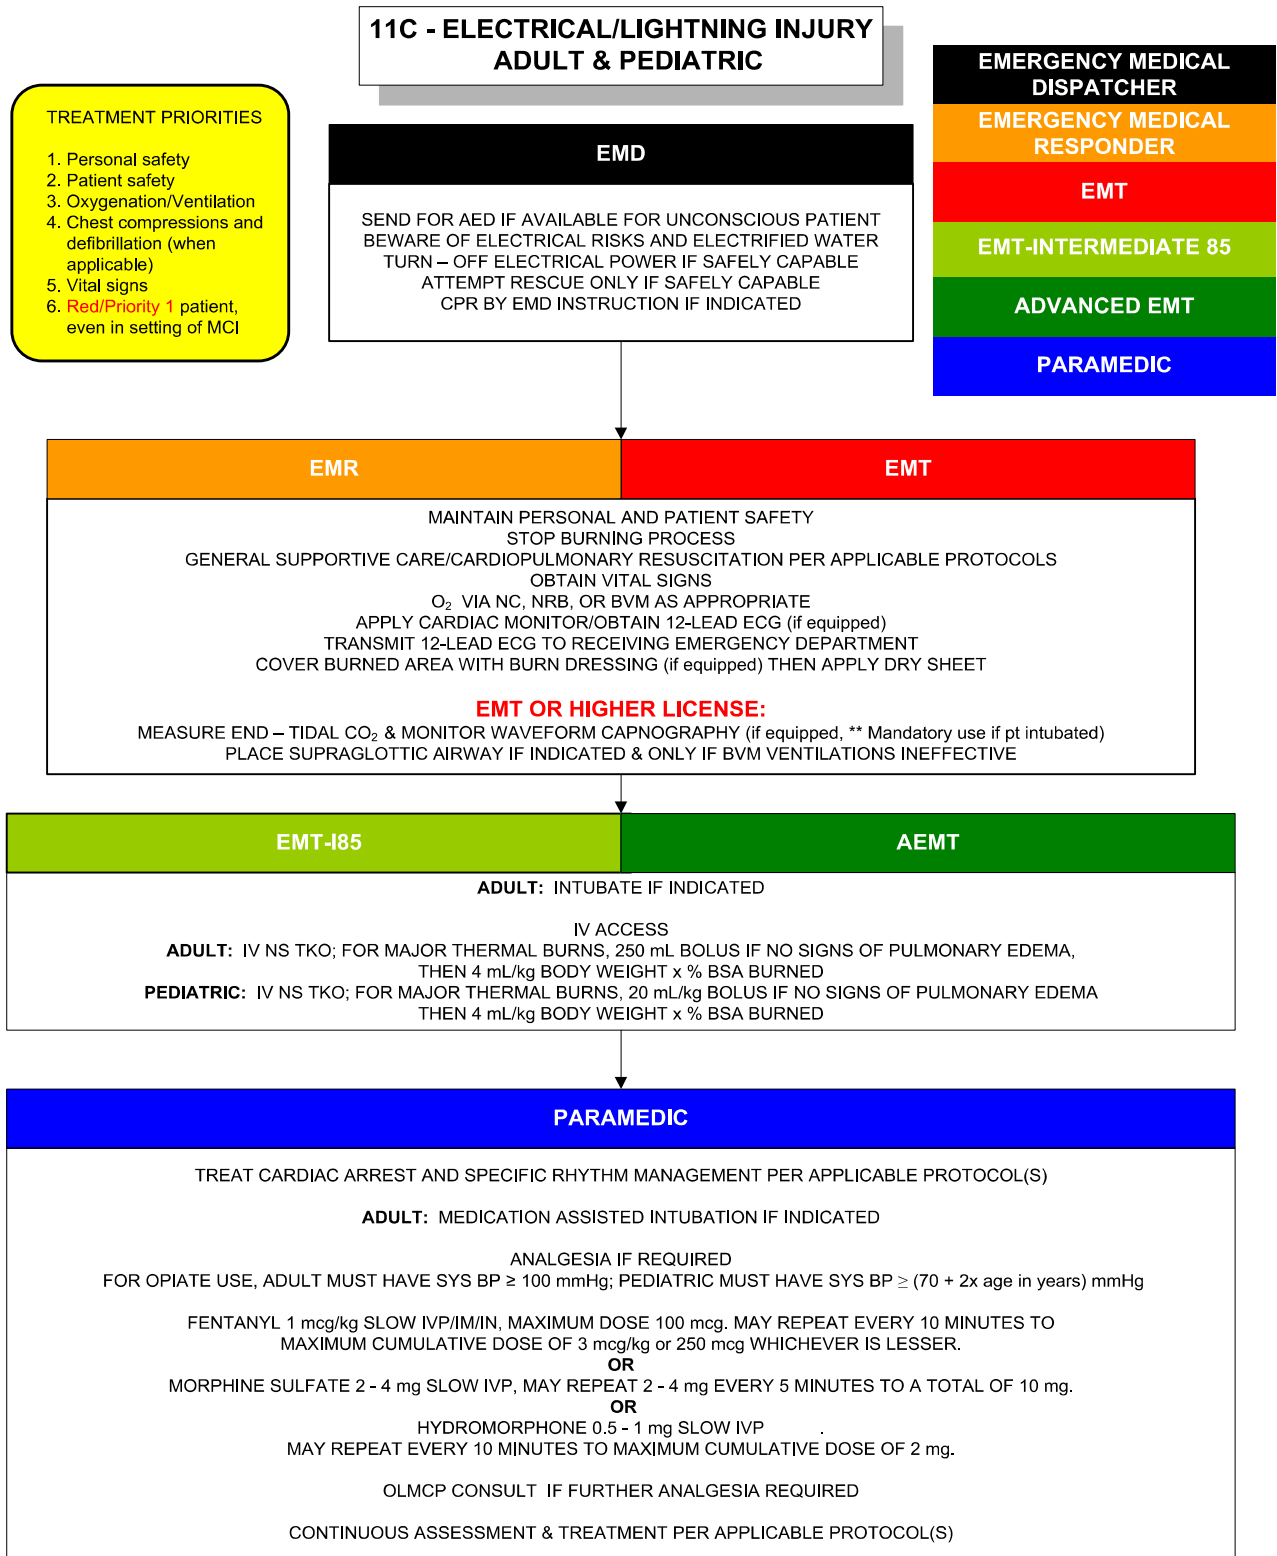 11C - ELECTRICAL/LIGHTNING INJURY
ADULT & PEDIATRIC
TREATMENT PRIORITIES
1. Personal safety
2. Patient safety
3. Oxygenation/Ventilation
4. Chest compressions and
defibrillation (when
applicable)
5. Vital signs
6. Red/Priority 1 patient,
even in setting of MCI
EMERGENCY MEDICAL
DISPATCHER
EMERGENCY MEDICAL
RESPONDER
EMT
EMT-INTERMEDIATE 85
ADVANCED EMT
PARAMEDIC
EMD
SEND FOR AED IF AVAILABLE FOR UNCONSCIOUS PATIENT
BEWARE OF ELECTRICAL RISKS AND ELECTRIFIED WATER
TURN – OFF ELECTRICAL POWER IF SAFELY CAPABLE
ATTEMPT RESCUE ONLY IF SAFELY CAPABLE
CPR BY EMD INSTRUCTION IF INDICATED
EMR
EMT
MAINTAIN PERSONAL AND PATIENT SAFETY
STOP BURNING PROCESS
GENERAL SUPPORTIVE CARE/CARDIOPULMONARY RESUSCITATION PER APPLICABLE PROTOCOLS
OBTAIN VITAL SIGNS
O₂ VIA NC, NRB, OR BVM AS APPROPRIATE
APPLY CARDIAC MONITOR/OBTAIN 12-LEAD ECG (if equipped)
TRANSMIT 12-LEAD ECG TO RECEIVING EMERGENCY DEPARTMENT
COVER BURNED AREA WITH BURN DRESSING (if equipped) THEN APPLY DRY SHEET
EMT OR HIGHER LICENSE:
MEASURE END – TIDAL CO₂ & MONITOR WAVEFORM CAPNOGRAPHY (if equipped, ** Mandatory use if pt intubated)
PLACE SUPRAGLOTTIC AIRWAY IF INDICATED & ONLY IF BVM VENTILATIONS INEFFECTIVE
EMT-I85
AEMT
ADULT: INTUBATE IF INDICATED
IV ACCESS
ADULT: IV NS TKO; FOR MAJOR THERMAL BURNS, 250 mL BOLUS IF NO SIGNS OF PULMONARY EDEMA,
THEN 4 mL/kg BODY WEIGHT x % BSA BURNED
PEDIATRIC: IV NS TKO; FOR MAJOR THERMAL BURNS, 20 mL/kg BOLUS IF NO SIGNS OF PULMONARY EDEMA
THEN 4 mL/kg BODY WEIGHT x % BSA BURNED
PARAMEDIC
TREAT CARDIAC ARREST AND SPECIFIC RHYTHM MANAGEMENT PER APPLICABLE PROTOCOL(S)
ADULT: MEDICATION ASSISTED INTUBATION IF INDICATED
ANALGESIA IF REQUIRED
FOR OPIATE USE, ADULT MUST HAVE SYS BP ≥ 100 mmHg; PEDIATRIC MUST HAVE SYS BP ≥ (70 + 2x age in years) mmHg
FENTANYL 1 mcg/kg SLOW IVP/IM/IN, MAXIMUM DOSE 100 mcg. MAY REPEAT EVERY 10 MINUTES TO
MAXIMUM CUMULATIVE DOSE OF 3 mcg/kg or 250 mcg WHICHEVER IS LESSER.
OR
MORPHINE SULFATE 2 - 4 mg SLOW IVP, MAY REPEAT 2 - 4 mg EVERY 5 MINUTES TO A TOTAL OF 10 mg.
OR
HYDROMORPHONE 0.5 - 1 mg SLOW IVP .
MAY REPEAT EVERY 10 MINUTES TO MAXIMUM CUMULATIVE DOSE OF 2 mg.
OLMCP CONSULT IF FURTHER ANALGESIA REQUIRED
CONTINUOUS ASSESSMENT & TREATMENT PER APPLICABLE PROTOCOL(S)